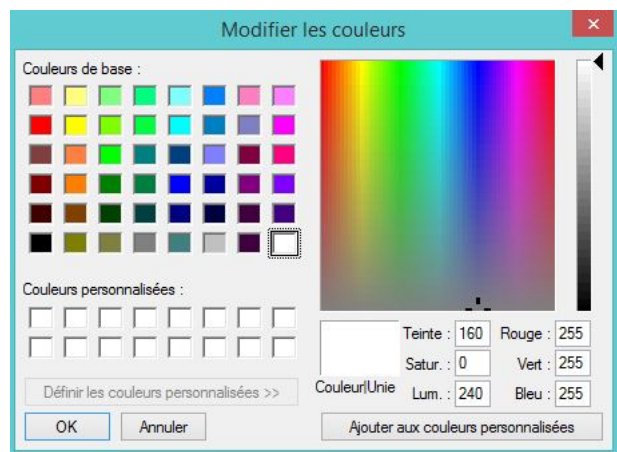 Modifier les couleurs
Couleurs de base :
Couleurs personnalisées :
Définir les couleurs personnalisées >>
OK Annuler
Couleur|Unie
Teinte : 160 Rouge : 255
Satur. : 0 Vert : 255
Lum. : 240 Bleu : 255
Ajouter aux couleurs personnalisées